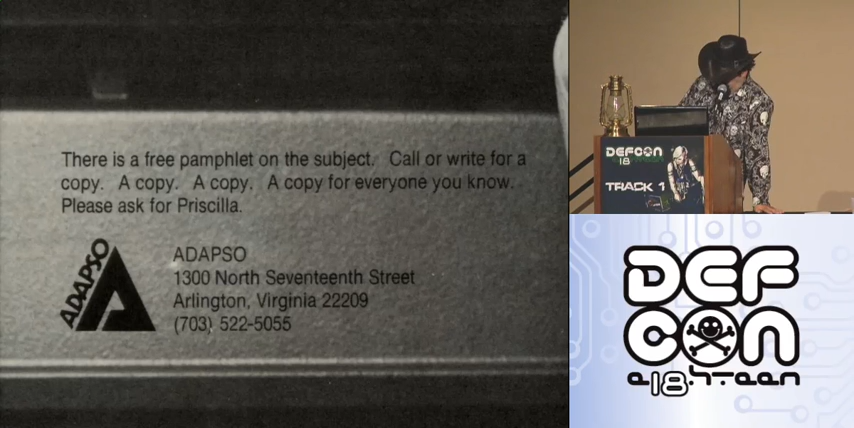 There is a free pamphlet on the subject. Call or write for a
copy. A copy. A copy. A copy for everyone you know.
Please ask for Priscilla.
ADAPSO
ADAPSO
1300 North Seventeenth Street
Arlington, Virginia 22209
(703) 522-5055
DEFCON
18
TRACK 1
DEF
CON
e18hteen